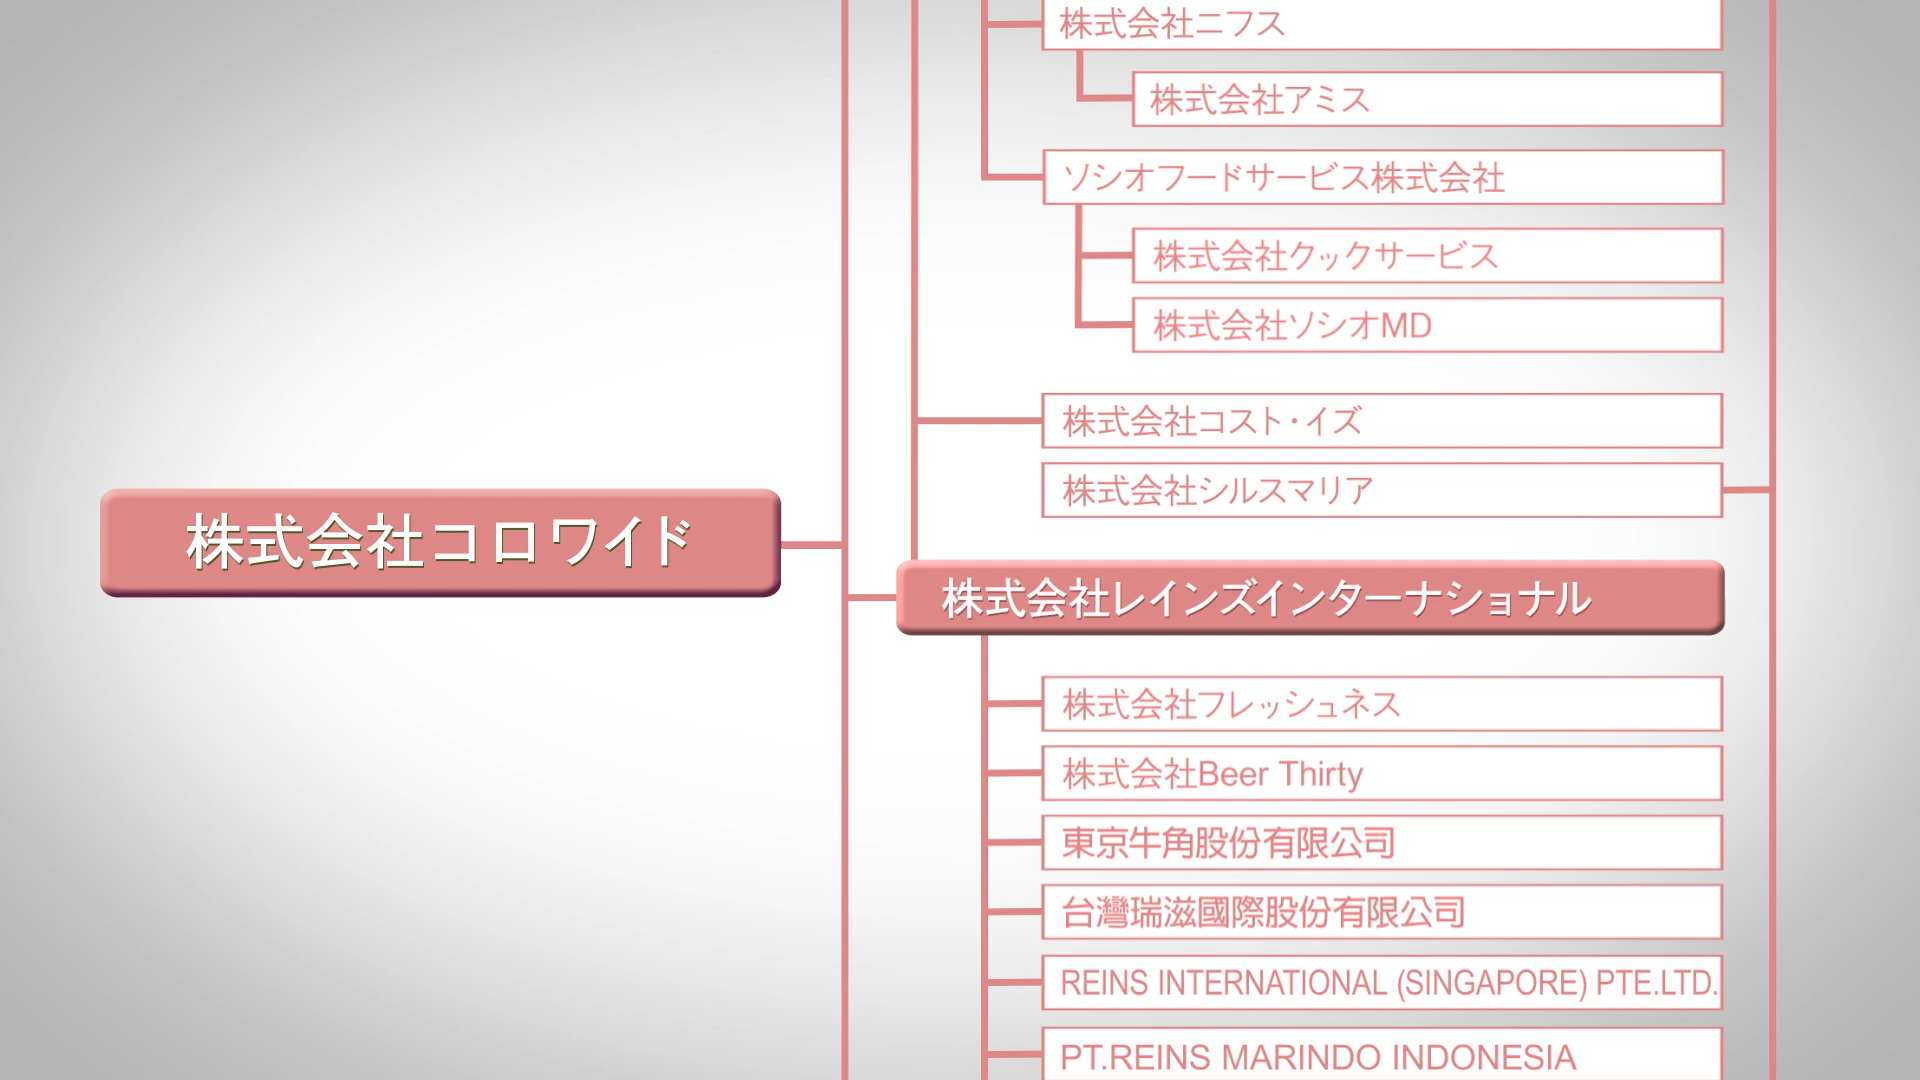 株式会社ニフス
株式会社アミス
ソシオフードサービス株式会社
株式会社クックサービス
株式会社ソシオMD
株式会社コスト・イズ
株式会社シルスマリア
株式会社コロワイド
株式会社レインズインターナショナル
株式会社フレッシュネス
株式会社Beer Thirty
東京牛角股份有限公司
台灣瑞滋國際股份有限公司
REINS INTERNATIONAL (SINGAPORE) PTE.LTD.
PT.REINS MARINDO INDONESIA